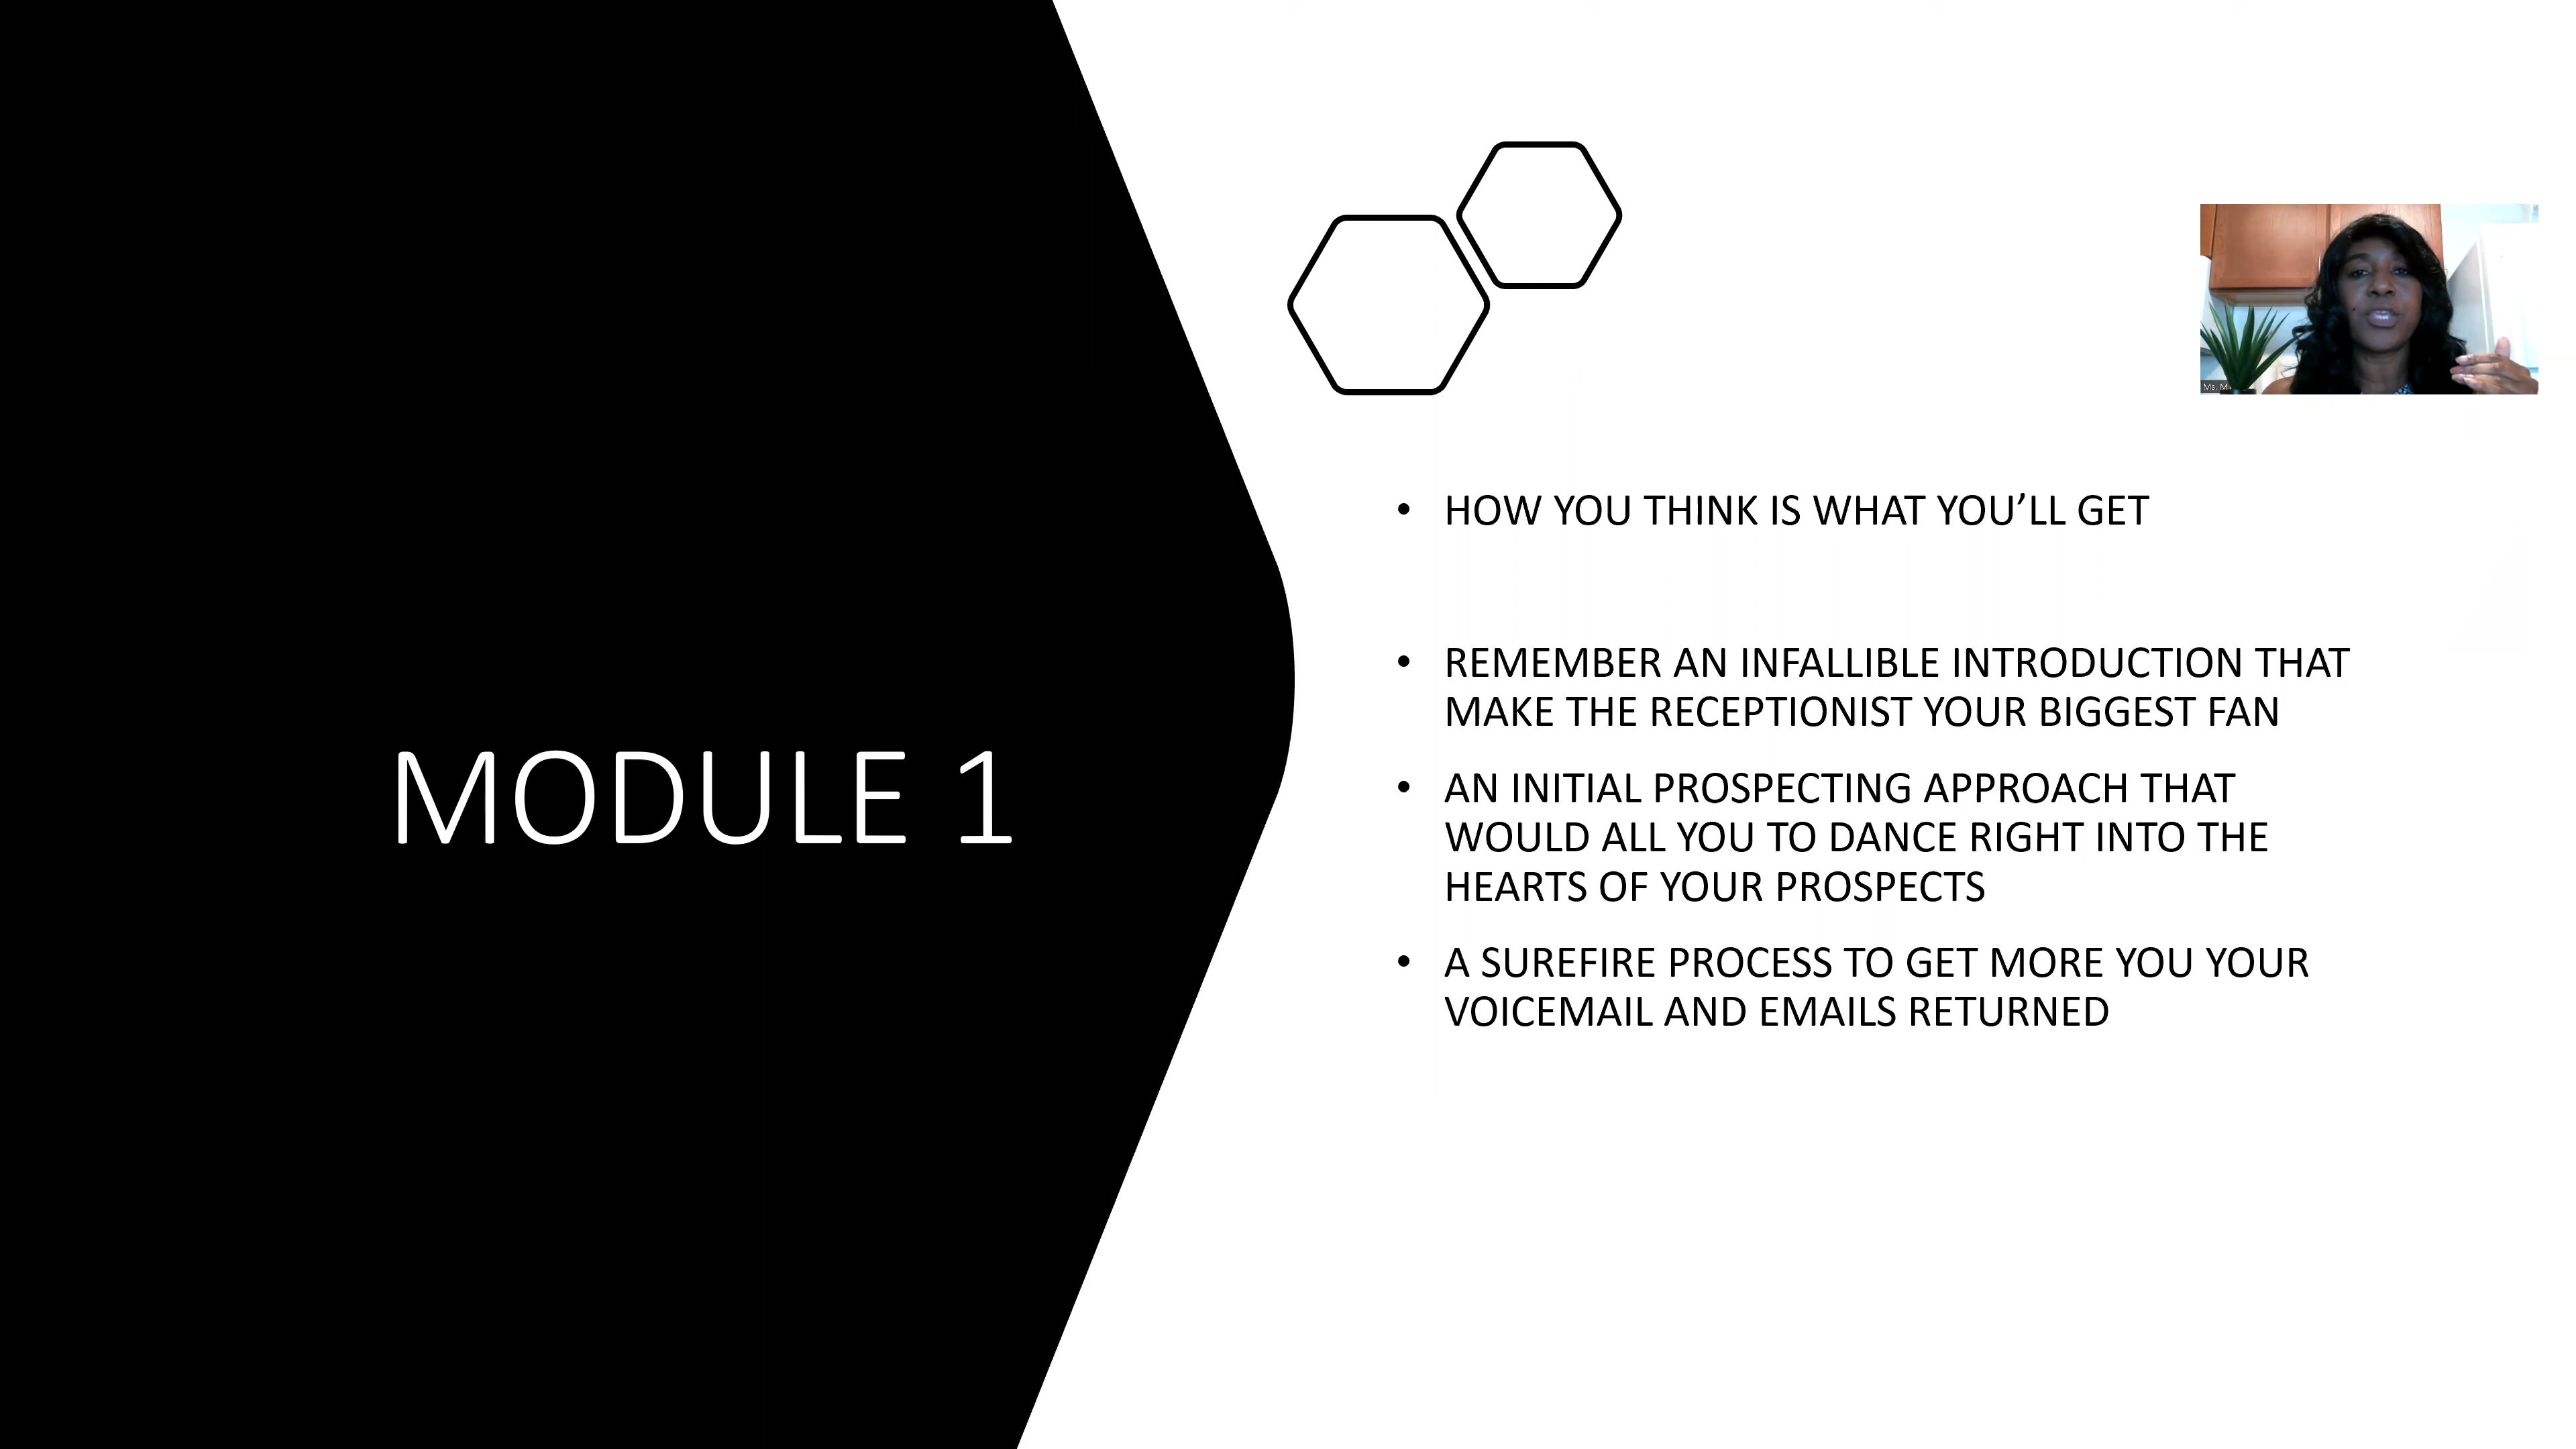 MODULE 1
• HOW YOU THINK IS WHAT YOU’LL GET
• REMEMBER AN INFALLIBLE INTRODUCTION THAT
MAKE THE RECEPTIONIST YOUR BIGGEST FAN
• AN INITIAL PROSPECTING APPROACH THAT
WOULD ALL YOU TO DANCE RIGHT INTO THE
HEARTS OF YOUR PROSPECTS
• A SUREFIRE PROCESS TO GET MORE YOU YOUR
VOICEMAIL AND EMAILS RETURNED
Ms.